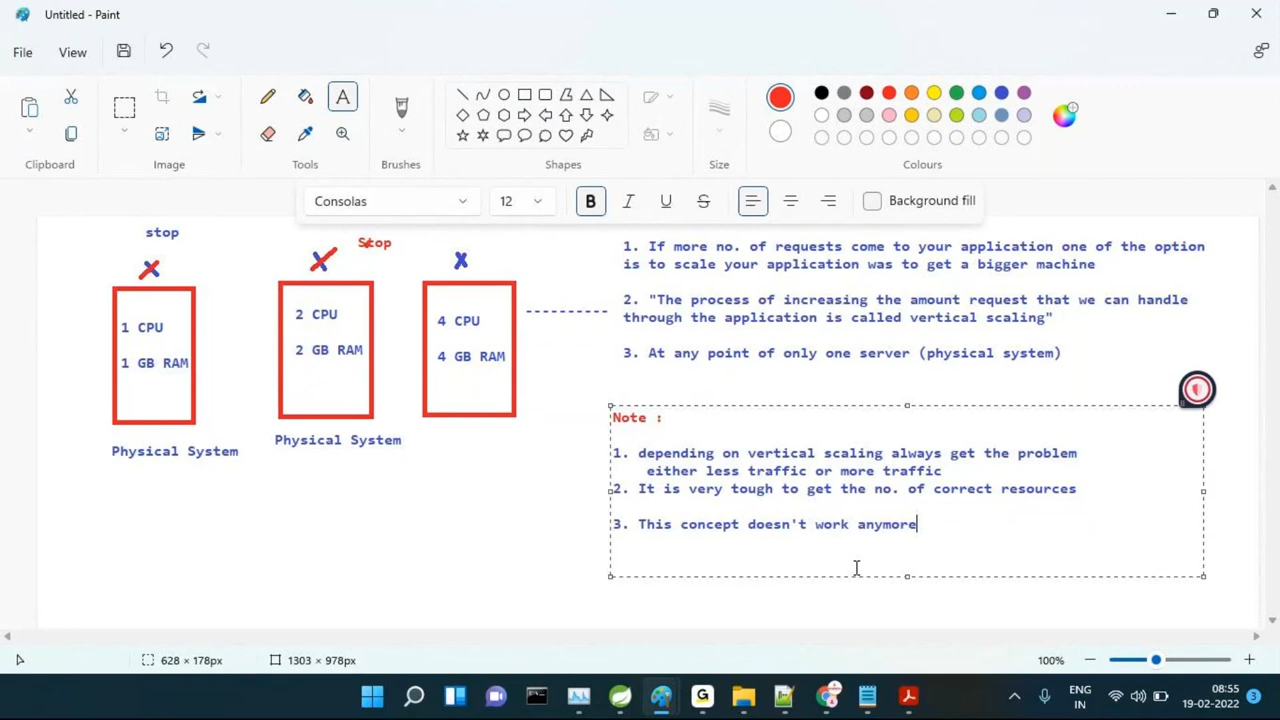 Untitled - Paint
File
View
Clipboard
Image
Tools
Brushes
Shapes
Size
Colours
Consolas
12
B
I
U
S
Background fill
stop
Stop
X
X
X
1 CPU
1 GB RAM
2 CPU
2 GB RAM
4 CPU
4 GB RAM
----------
Physical System
Physical System
1. If more no. of requests come to your application one of the option
is to scale your application was to get a bigger machine
2. "The process of increasing the amount request that we can handle
through the application is called vertical scaling"
3. At any point of only one server (physical system)
Note :
1. depending on vertical scaling always get the problem
either less traffic or more traffic
2. It is very tough to get the no. of correct resources
3. This concept doesn't work anymore
628 × 178px
1303 × 978px
100%
ENG
IN
08:55
19-02-2022
3